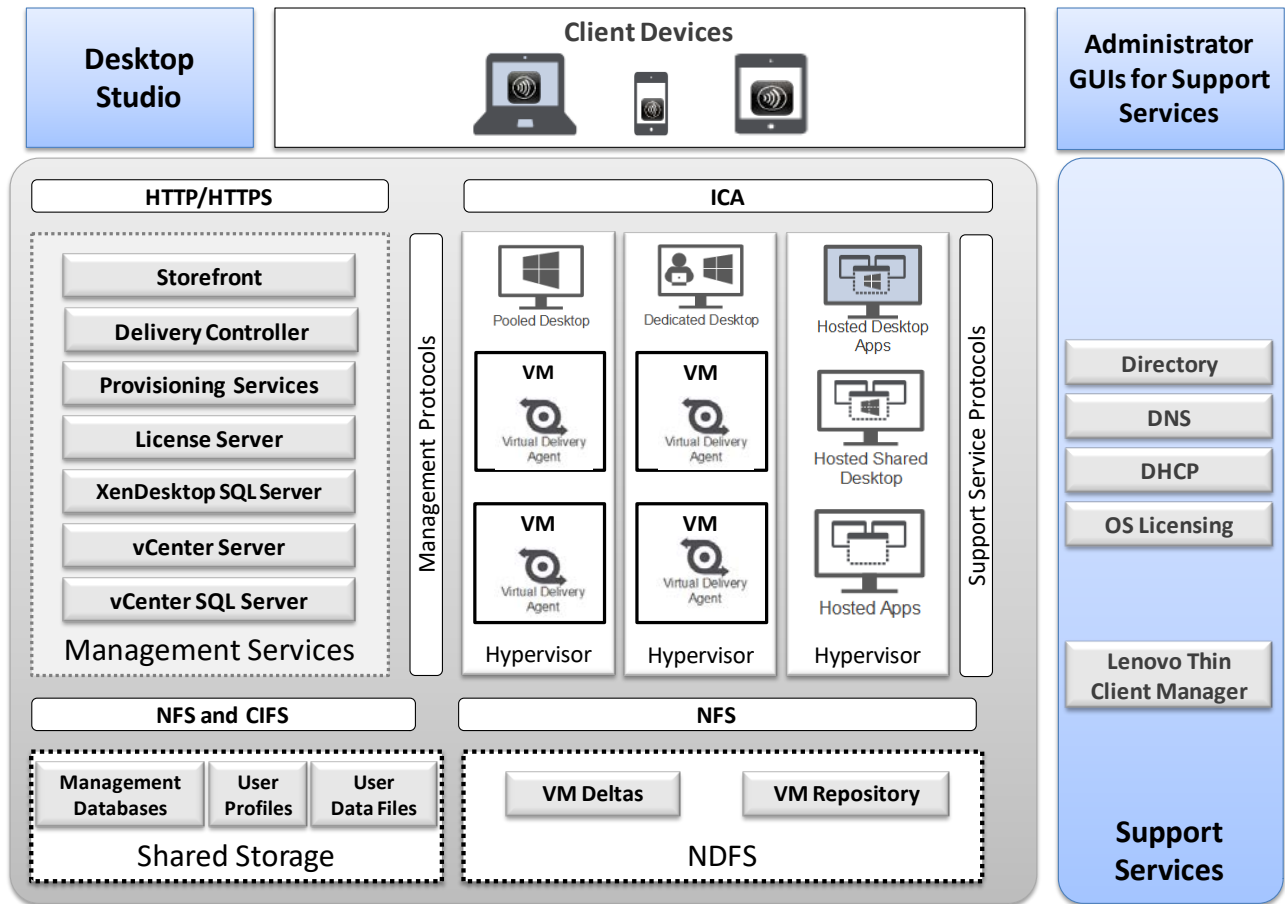 Desktop
Studio
Client Devices
Administrator
GUIs for Support
Services
HTTP/HTTPS
Storefront
Delivery Controller
Provisioning Services
License Server
XenDesktop SQL Server
vCenter Server
vCenter SQL Server
Management Services
Management Protocols
ICA
Pooled Desktop
VM
Virtual Delivery
Agent
VM
Virtual Delivery
Agent
Hypervisor
Dedicated Desktop
VM
Virtual Delivery
Agent
VM
Virtual Delivery
Agent
Hypervisor
Hosted Desktop
Apps
Hosted Shared
Desktop
Hosted Apps
Hypervisor
Support Service Protocols
NFS and CIFS
Management
Databases
User
Profiles
User
Data Files
Shared Storage
NFS
VM Deltas
VM Repository
NDFS
Directory
DNS
DHCP
OS Licensing
Lenovo Thin
Client Manager
Support
Services